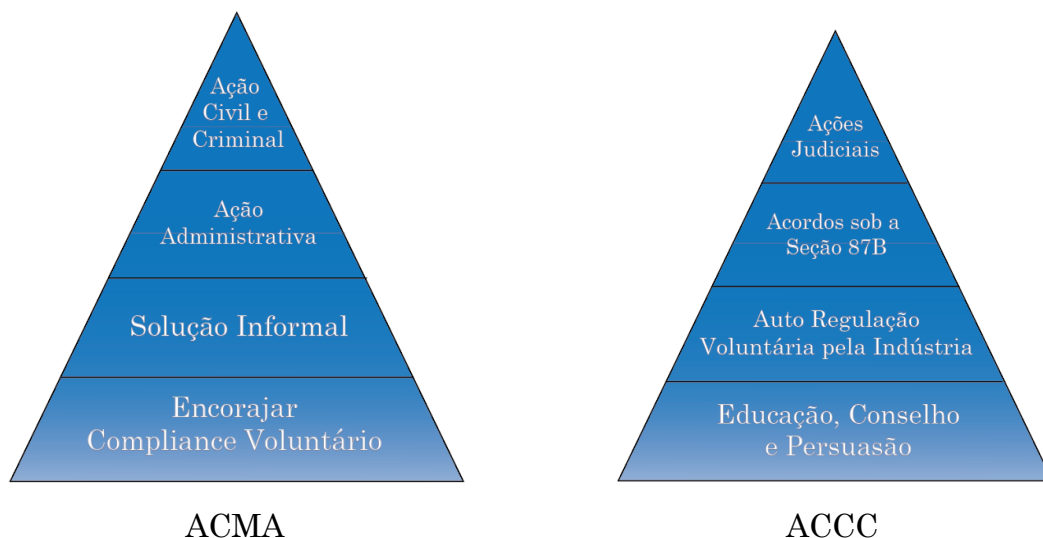 Ação
Civil e
Criminal
Ação
Administrativa
Solução Informal
Encorajar
Compliance Voluntário
ACMA
Ações
Judiciais
Acordos sob a
Seção 87B
Auto Regulação
Voluntária pela Indústria
Educação, Conselho
e Persuasão
ACCC